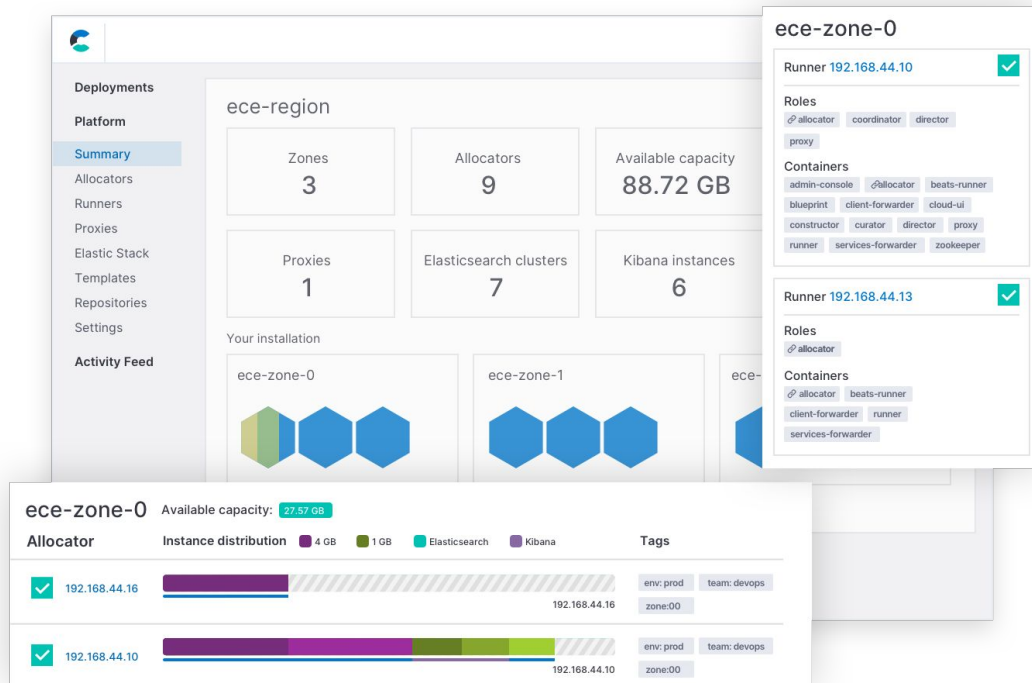 Deployments
Platform
Summary
Allocators
Runners
Proxies
Elastic Stack
Templates
Repositories
Settings
Activity Feed
ece-region
Zones
3
Allocators
9
Available capacity
88.72 GB
Proxies
1
Elasticsearch clusters
7
Kibana instances
6
Your installation
ece-zone-0
ece-zone-1
ece-
ece-zone-0
Runner 192.168.44.10
Roles
allocator coordinator director
proxy
Containers
admin-console allocator beats-runner
blueprint client-forwarder cloud-ui
constructor curator director proxy
runner services-forwarder zookeeper
Runner 192.168.44.13
Roles
allocator
Containers
allocator beats-runner
client-forwarder runner
services-forwarder
ece-zone-0 Available capacity: 27.57 GB
Allocator Instance distribution 4 GB 1 GB Elasticsearch Kibana Tags
192.168.44.16 env: prod team: devops
192.168.44.16 zone:00
192.168.44.10 env: prod team: devops
192.168.44.10 zone:00